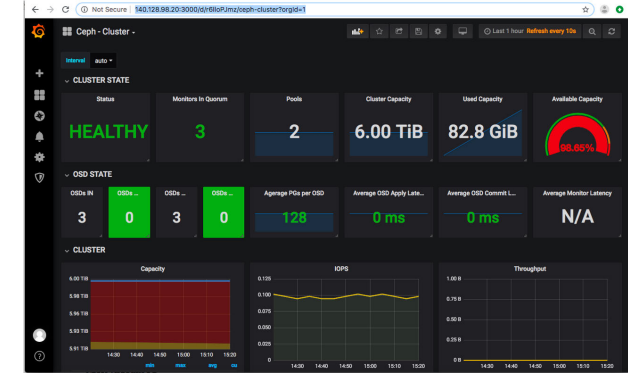 Not Secure | 140.128.98.20:3000/d/r6IIoPJmz/ceph-cluster?orgId=1
Ceph - Cluster
Last 1 hour Refresh every 10s
Interval auto
CLUSTER STATE
Status Monitors In Quorum Pools Cluster Capacity Used Capacity Available Capacity
HEALTHY 3 2 6.00 TiB 82.8 GiB 98.65%
OSD STATE
OSDs IN OSDs ... OSDs ... OSDs ... Agerage PGs per OSD Average OSD Apply Late... Average OSD Commit L... Average Monitor Latency
3 0 3 0 128 0 ms 0 ms N/A
CLUSTER
Capacity IOPS Throughput
6.00 TiB 0.125 1.00 B
5.98 TiB 0.100 0.75 B
5.96 TiB 0.075 0.50 B
5.93 TiB 0.050 0.25 B
5.91 TiB 0.025 0 B
0
14:30 14:40 14:50 15:00 15:10 15:20 14:30 14:40 14:50 15:00 15:10 15:20 14:30 14:40 14:50 15:00 15:10 15:20
min max avg cu